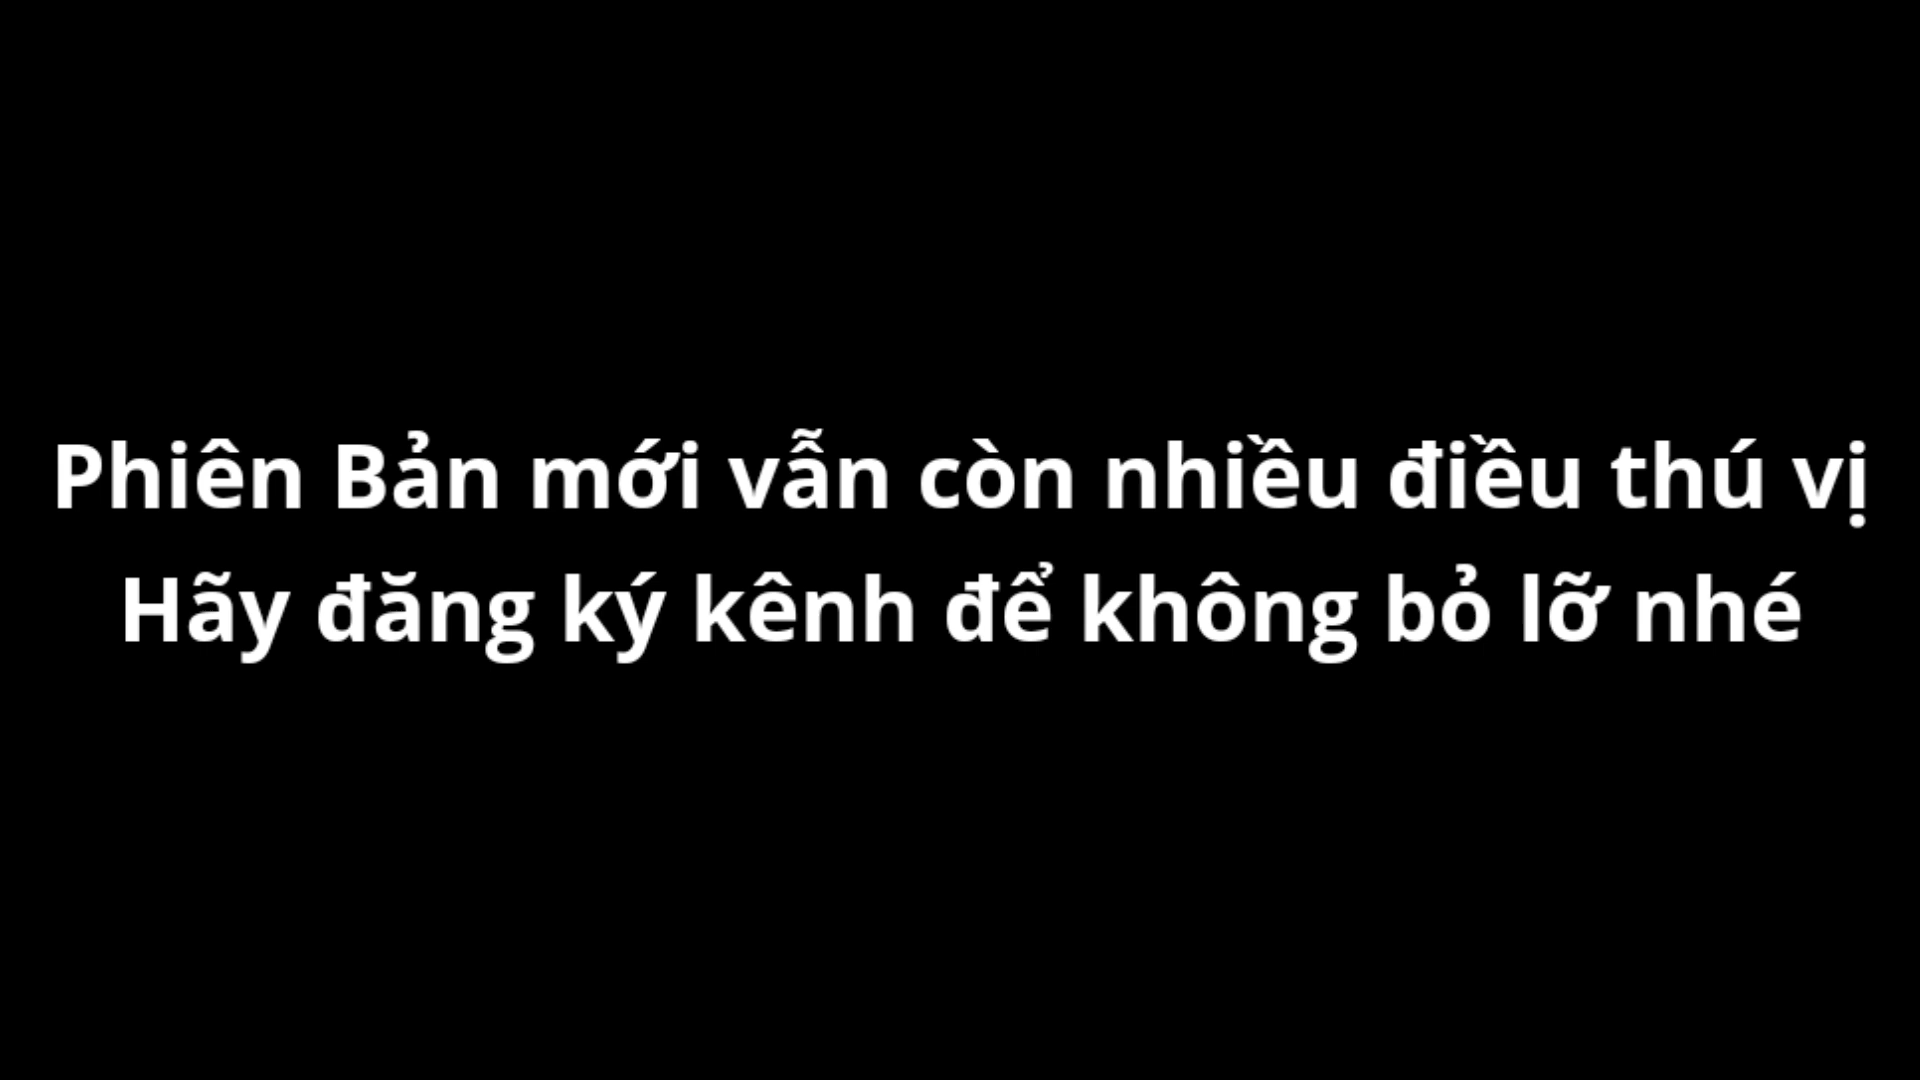 Phiên Bản mới vẫn còn nhiều điều thú vị
Hãy đăng ký kênh để không bỏ lỡ nhé